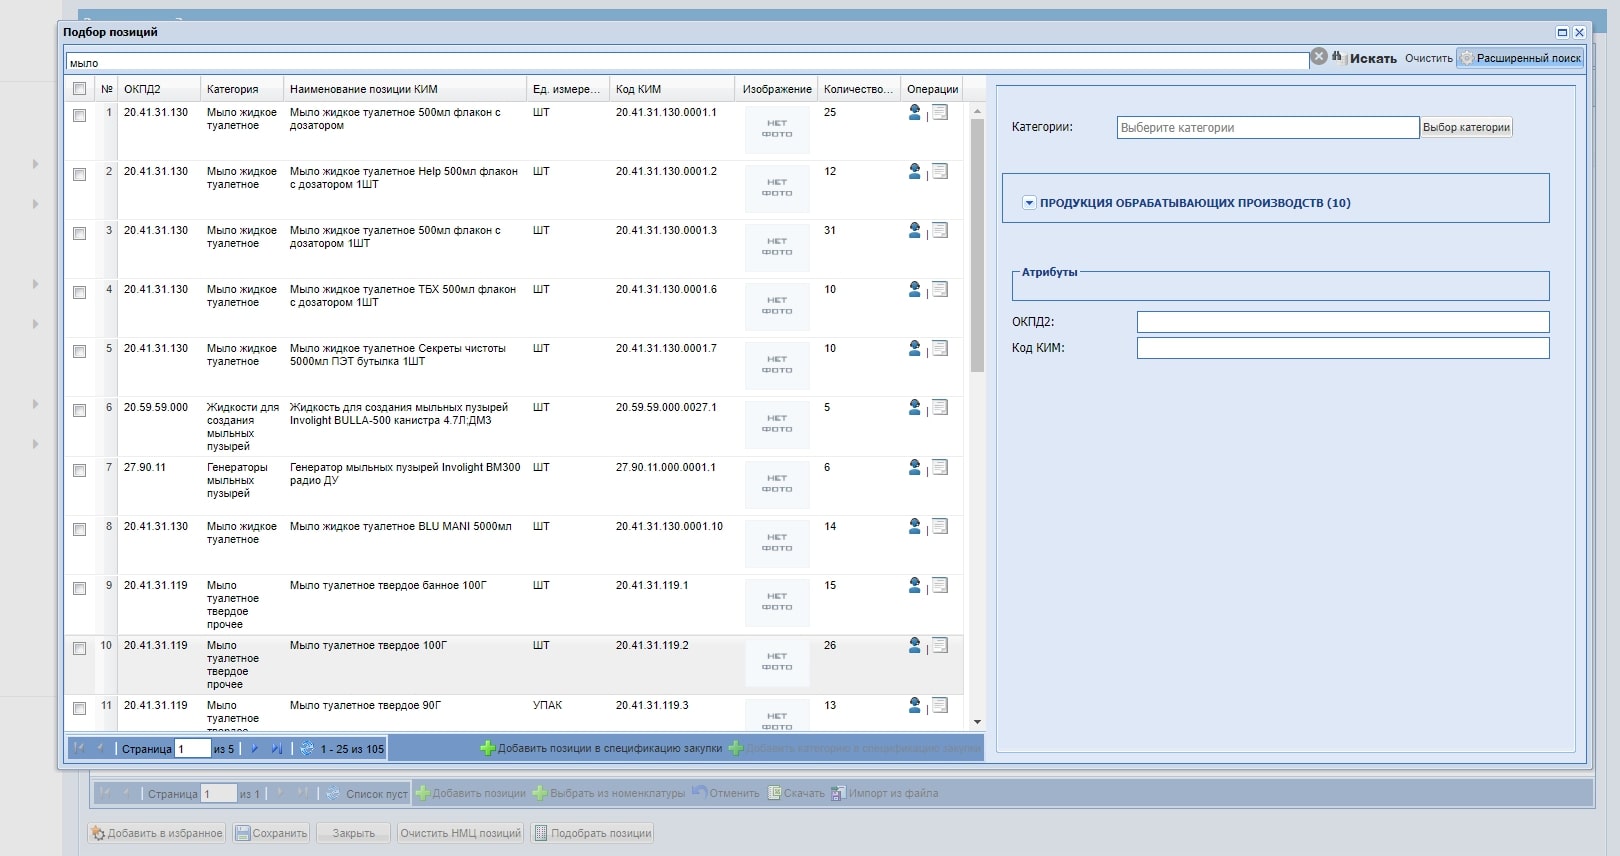 Подбор позиций
мыло
Искать Очистить Расширенный поиск
№ ОКПД2 Категория Наименование позиции КИМ Ед. измере... Код КИМ Изображение Количество... Операции
1 20.41.31.130 Мыло жидкое Мыло жидкое туалетное 500мл флакон с ШТ 20.41.31.130.0001.1 25
туалетное дозатором
НЕТ
ФОТО
2 20.41.31.130 Мыло жидкое Мыло жидкое туалетное Help 500мл флакон ШТ 20.41.31.130.0001.2 12
туалетное с дозатором 1ШТ
НЕТ
ФОТО
3 20.41.31.130 Мыло жидкое Мыло жидкое туалетное 500мл флакон с ШТ 20.41.31.130.0001.3 31
туалетное дозатором 1ШТ
НЕТ
ФОТО
4 20.41.31.130 Мыло жидкое Мыло жидкое туалетное ТБХ 500мл флакон ШТ 20.41.31.130.0001.6 10
туалетное с дозатором 1ШТ
НЕТ
ФОТО
5 20.41.31.130 Мыло жидкое Мыло жидкое туалетное Секреты чистоты ШТ 20.41.31.130.0001.7 10
туалетное 5000мл ПЭТ бутылка 1ШТ
НЕТ
ФОТО
6 20.59.59.000 Жидкости для Жидкость для создания мыльных пузырей ШТ 20.59.59.000.0027.1 5
создания Involight BULLA-500 канистра 4.7Л;ДМ3
мыльных
пузырей
НЕТ
ФОТО
7 27.90.11 Генераторы Генератор мыльных пузырей Involight BM300 ШТ 27.90.11.000.0001.1 6
мыльных радио ДУ
пузырей
НЕТ
ФОТО
8 20.41.31.130 Мыло жидкое Мыло жидкое туалетное BLU MANI 5000мл ШТ 20.41.31.130.0001.10 14
туалетное
НЕТ
ФОТО
9 20.41.31.119 Мыло Мыло туалетное твердое банное 100Г ШТ 20.41.31.119.1 15
туалетное
твердое
прочее
НЕТ
ФОТО
10 20.41.31.119 Мыло Мыло туалетное твердое 100Г ШТ 20.41.31.119.2 26
туалетное
твердое
прочее
НЕТ
ФОТО
11 20.41.31.119 Мыло Мыло туалетное твердое 90Г УПАК 20.41.31.119.3 13
туалетное
НЕТ
ФОТО
Категории: Выберите категории Выбор категории
ПРОДУКЦИЯ ОБРАБАТЫВАЮЩИХ ПРОИЗВОДСТВ (10)
Атрибуты
ОКПД2:
Код КИМ:
Страница 1 из 5 1 - 25 из 105 Добавить позиции в спецификацию закупки Добавить категорию в спецификацию закупки
Страница 1 из 1 Список пуст Добавить позиции Выбрать из номенклатуры Отменить Скачать Импорт из файла
Добавить в избранное Сохранить Закрыть Очистить НМЦ позиций Подобрать позиции